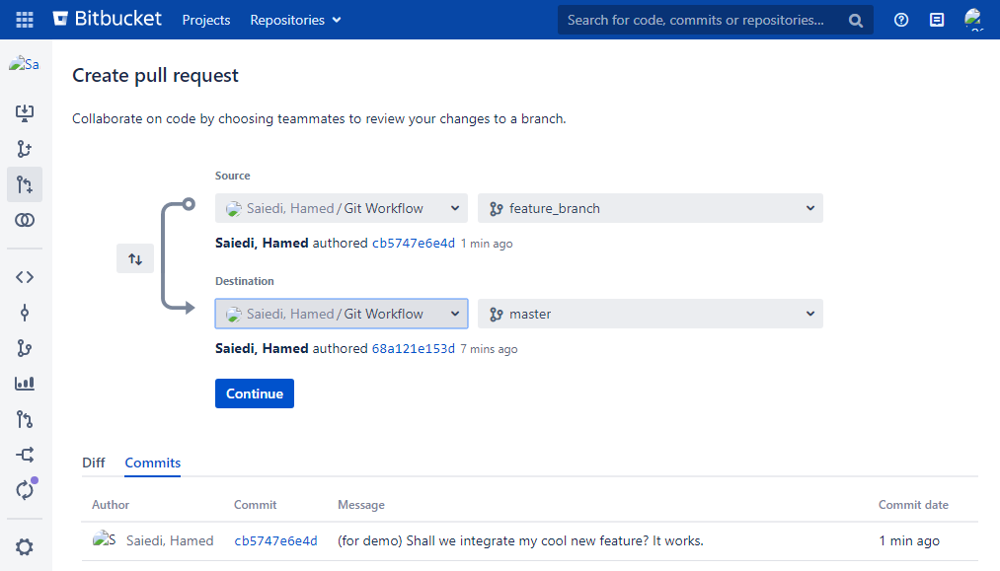 Bitbucket Projects Repositories Search for code, commits or repositories...
Sa
Create pull request
Collaborate on code by choosing teammates to review your changes to a branch.
Source
Saiedi, Hamed / Git Workflow feature_branch
Saiedi, Hamed authored cb5747e6e4d 1 min ago
Destination
Saiedi, Hamed / Git Workflow master
Saiedi, Hamed authored 68a121e153d 7 mins ago
Continue
Diff Commits
Author Commit Message Commit date
S Saiedi, Hamed cb5747e6e4d (for demo) Shall we integrate my cool new feature? It works. 1 min ago